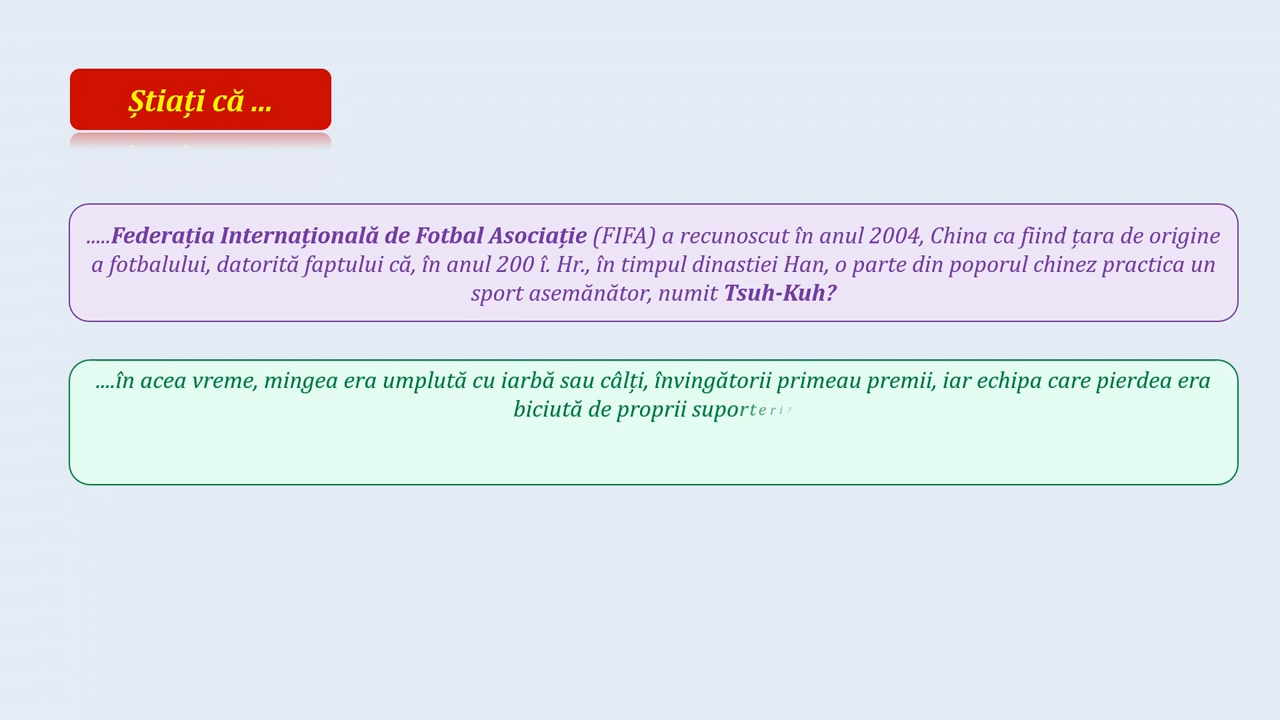 Știați că ...
.....Federația Internațională de Fotbal Asociație (FIFA) a recunoscut în anul 2004, China ca fiind țara de origine
a fotbalului, datorită faptului că, în anul 200 î. Hr., în timpul dinastiei Han, o parte din poporul chinez practica un
sport asemănător, numit Tsuh-Kuh?
....în acea vreme, mingea era umplută cu iarbă sau câlți, învingătorii primeau premii, iar echipa care pierdea era
biciută de proprii suporteri?